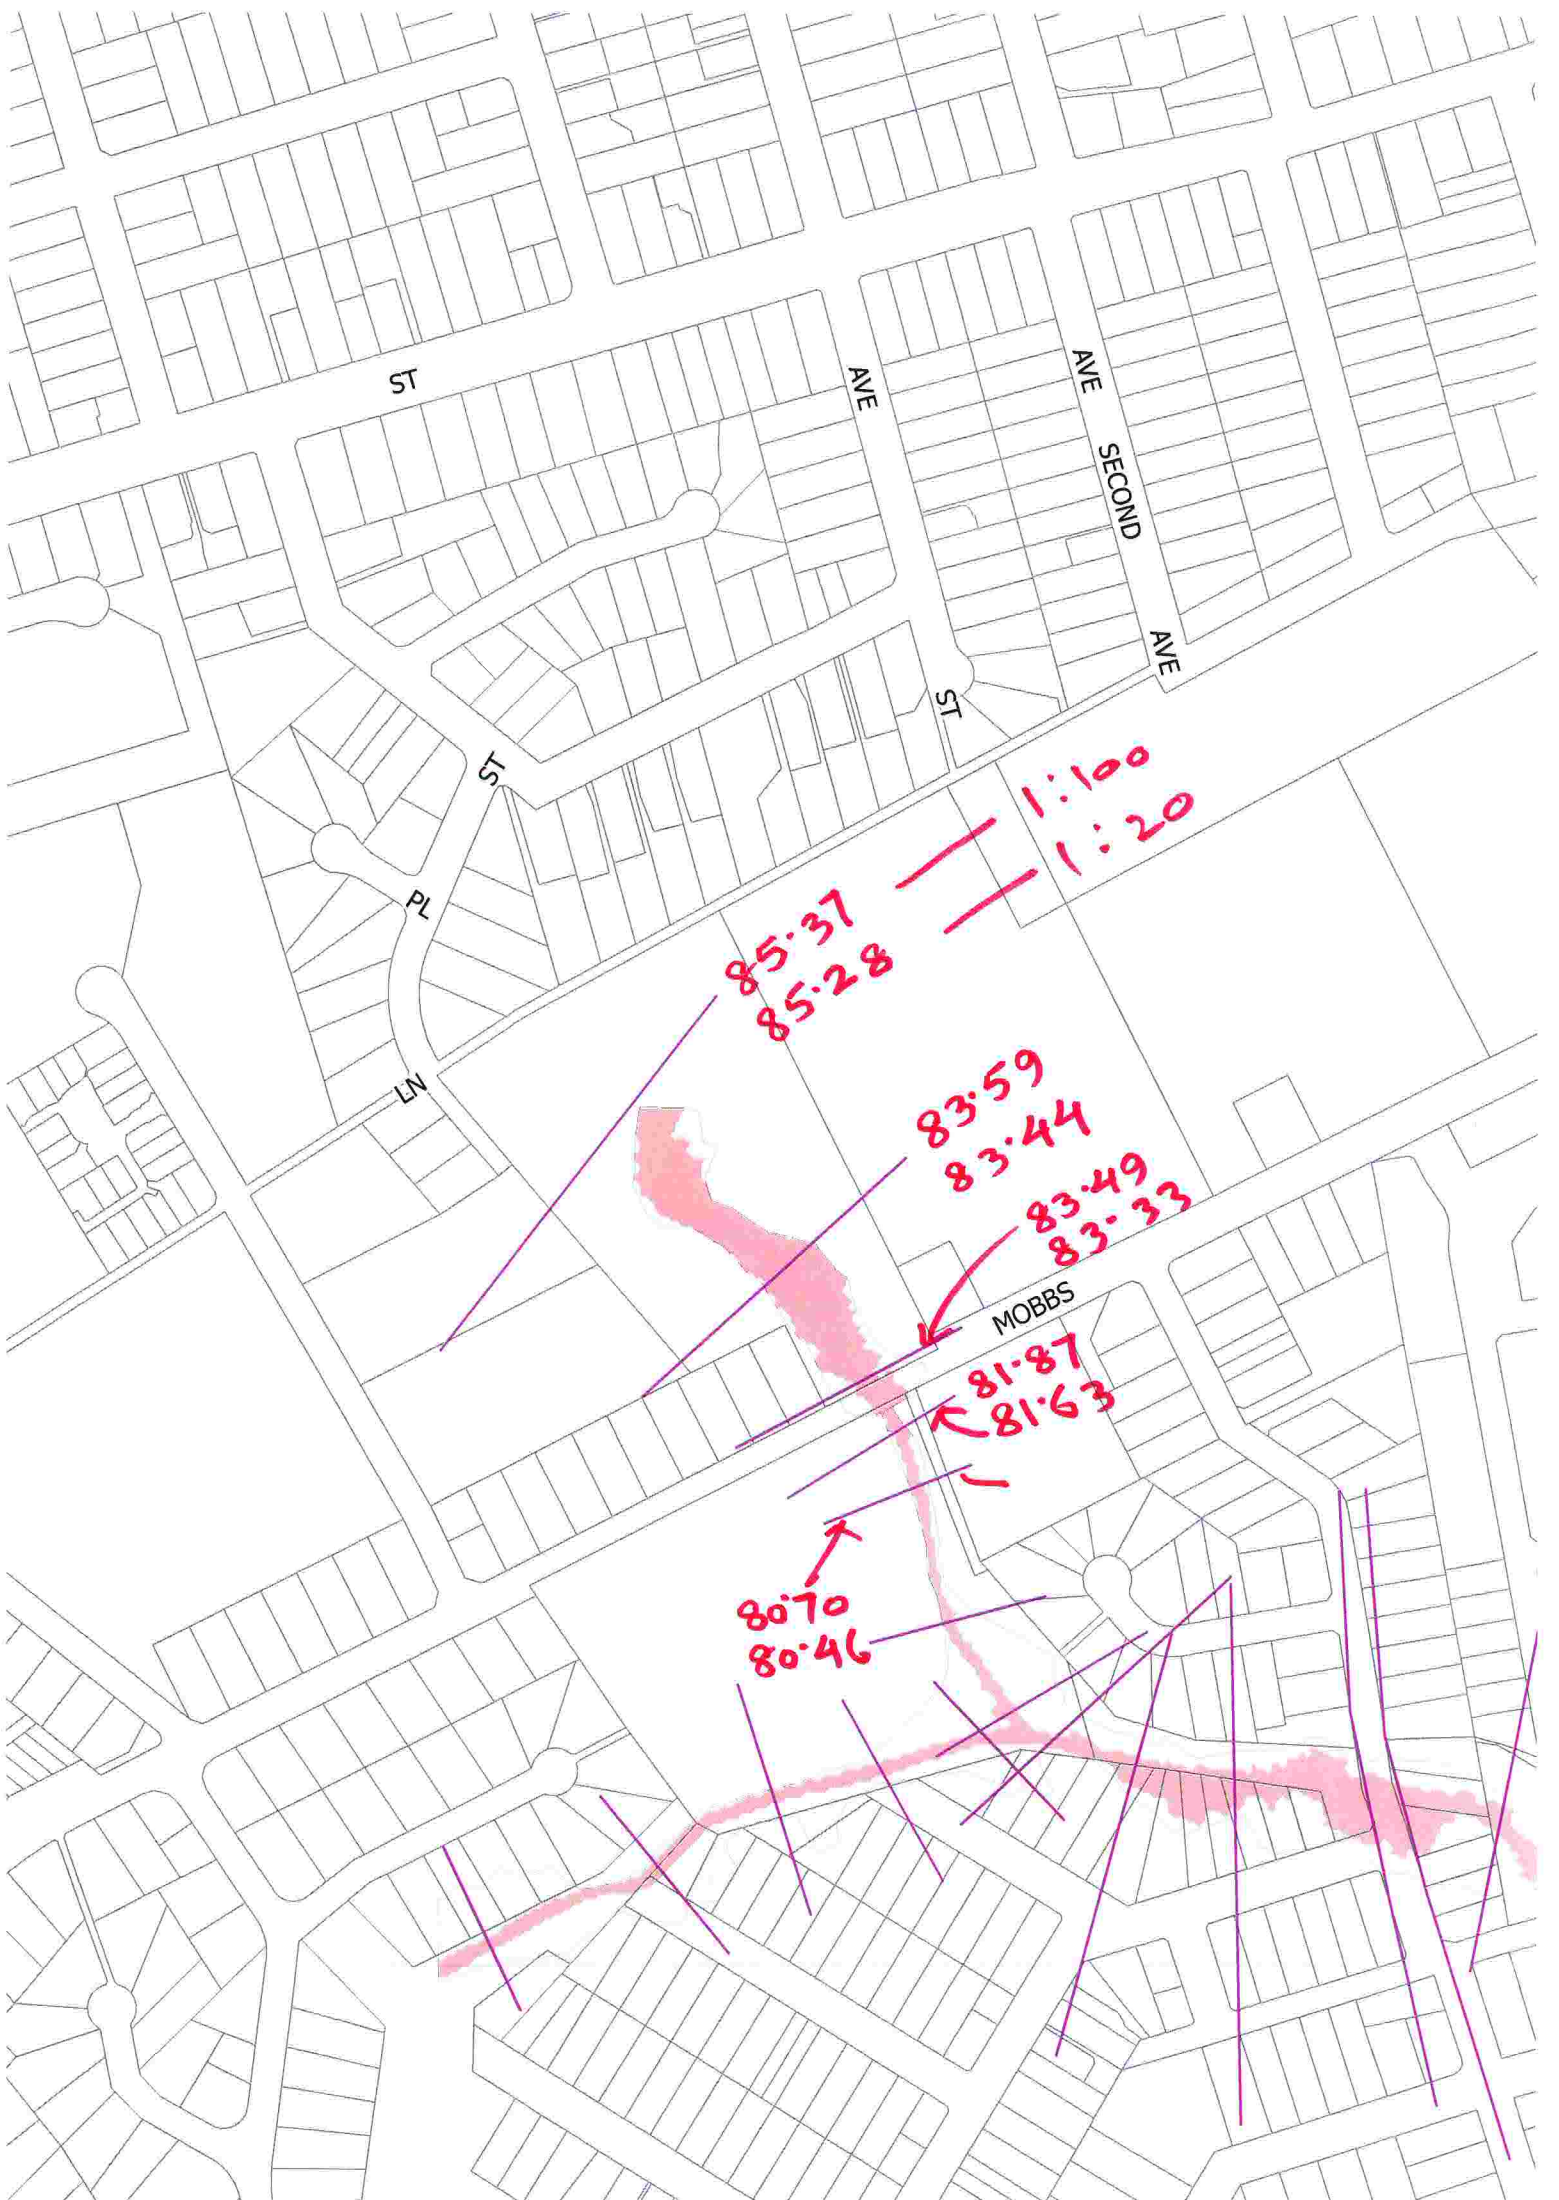 ST
AVE
AVE
SECOND
AVE
ST
ST
1:100
1:20
PL
85.37
85.28
LN
83.59
83.44
83.49
83.33
MOBBS
81.87
81.63
80.70
80.46